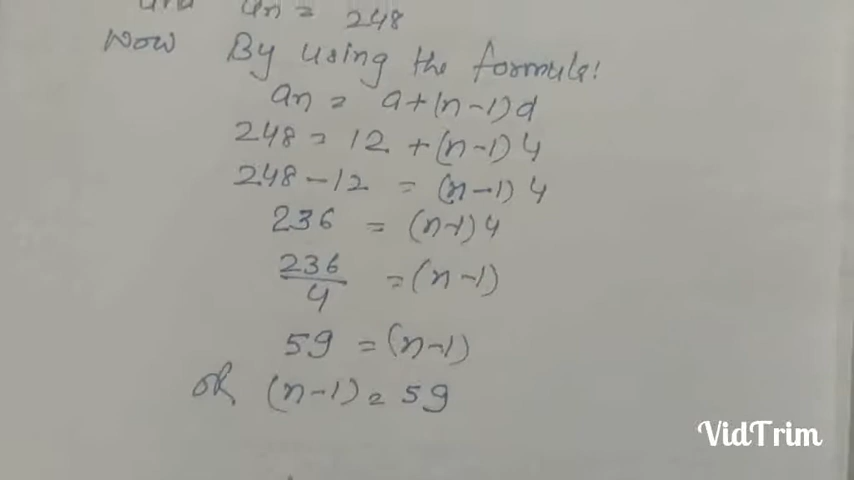 and an = 248
Now By using the formula!
an = a+(n-1)d
248 = 12 +(n-1) 4
248-12 = (n-1) 4
236 = (n-1) 4
236
4 = (n-1)
59 = (n-1)
or (n-1) = 59
VidTrim